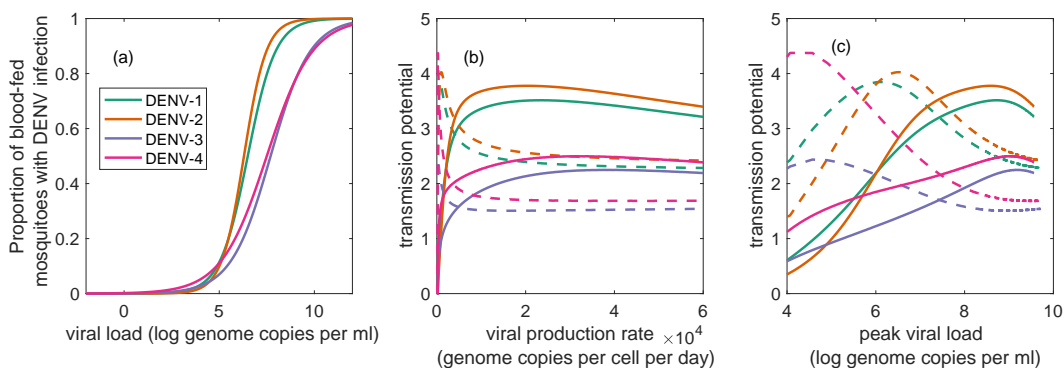 Proportion of blood-fed
mosquitoes with DENV infection
1
0.8
0.6
0.4
0.2
0
(a)
DENV-1
DENV-2
DENV-3
DENV-4
0
5
10
viral load (log genome copies per ml)
transmission potential
5
4
3
2
1
0
(b)
0
2
4
6
×10⁴
viral production rate
(genome copies per cell per day)
transmission potential
5
4
3
2
1
0
(c)
4
6
8
10
peak viral load
(log genome copies per ml)